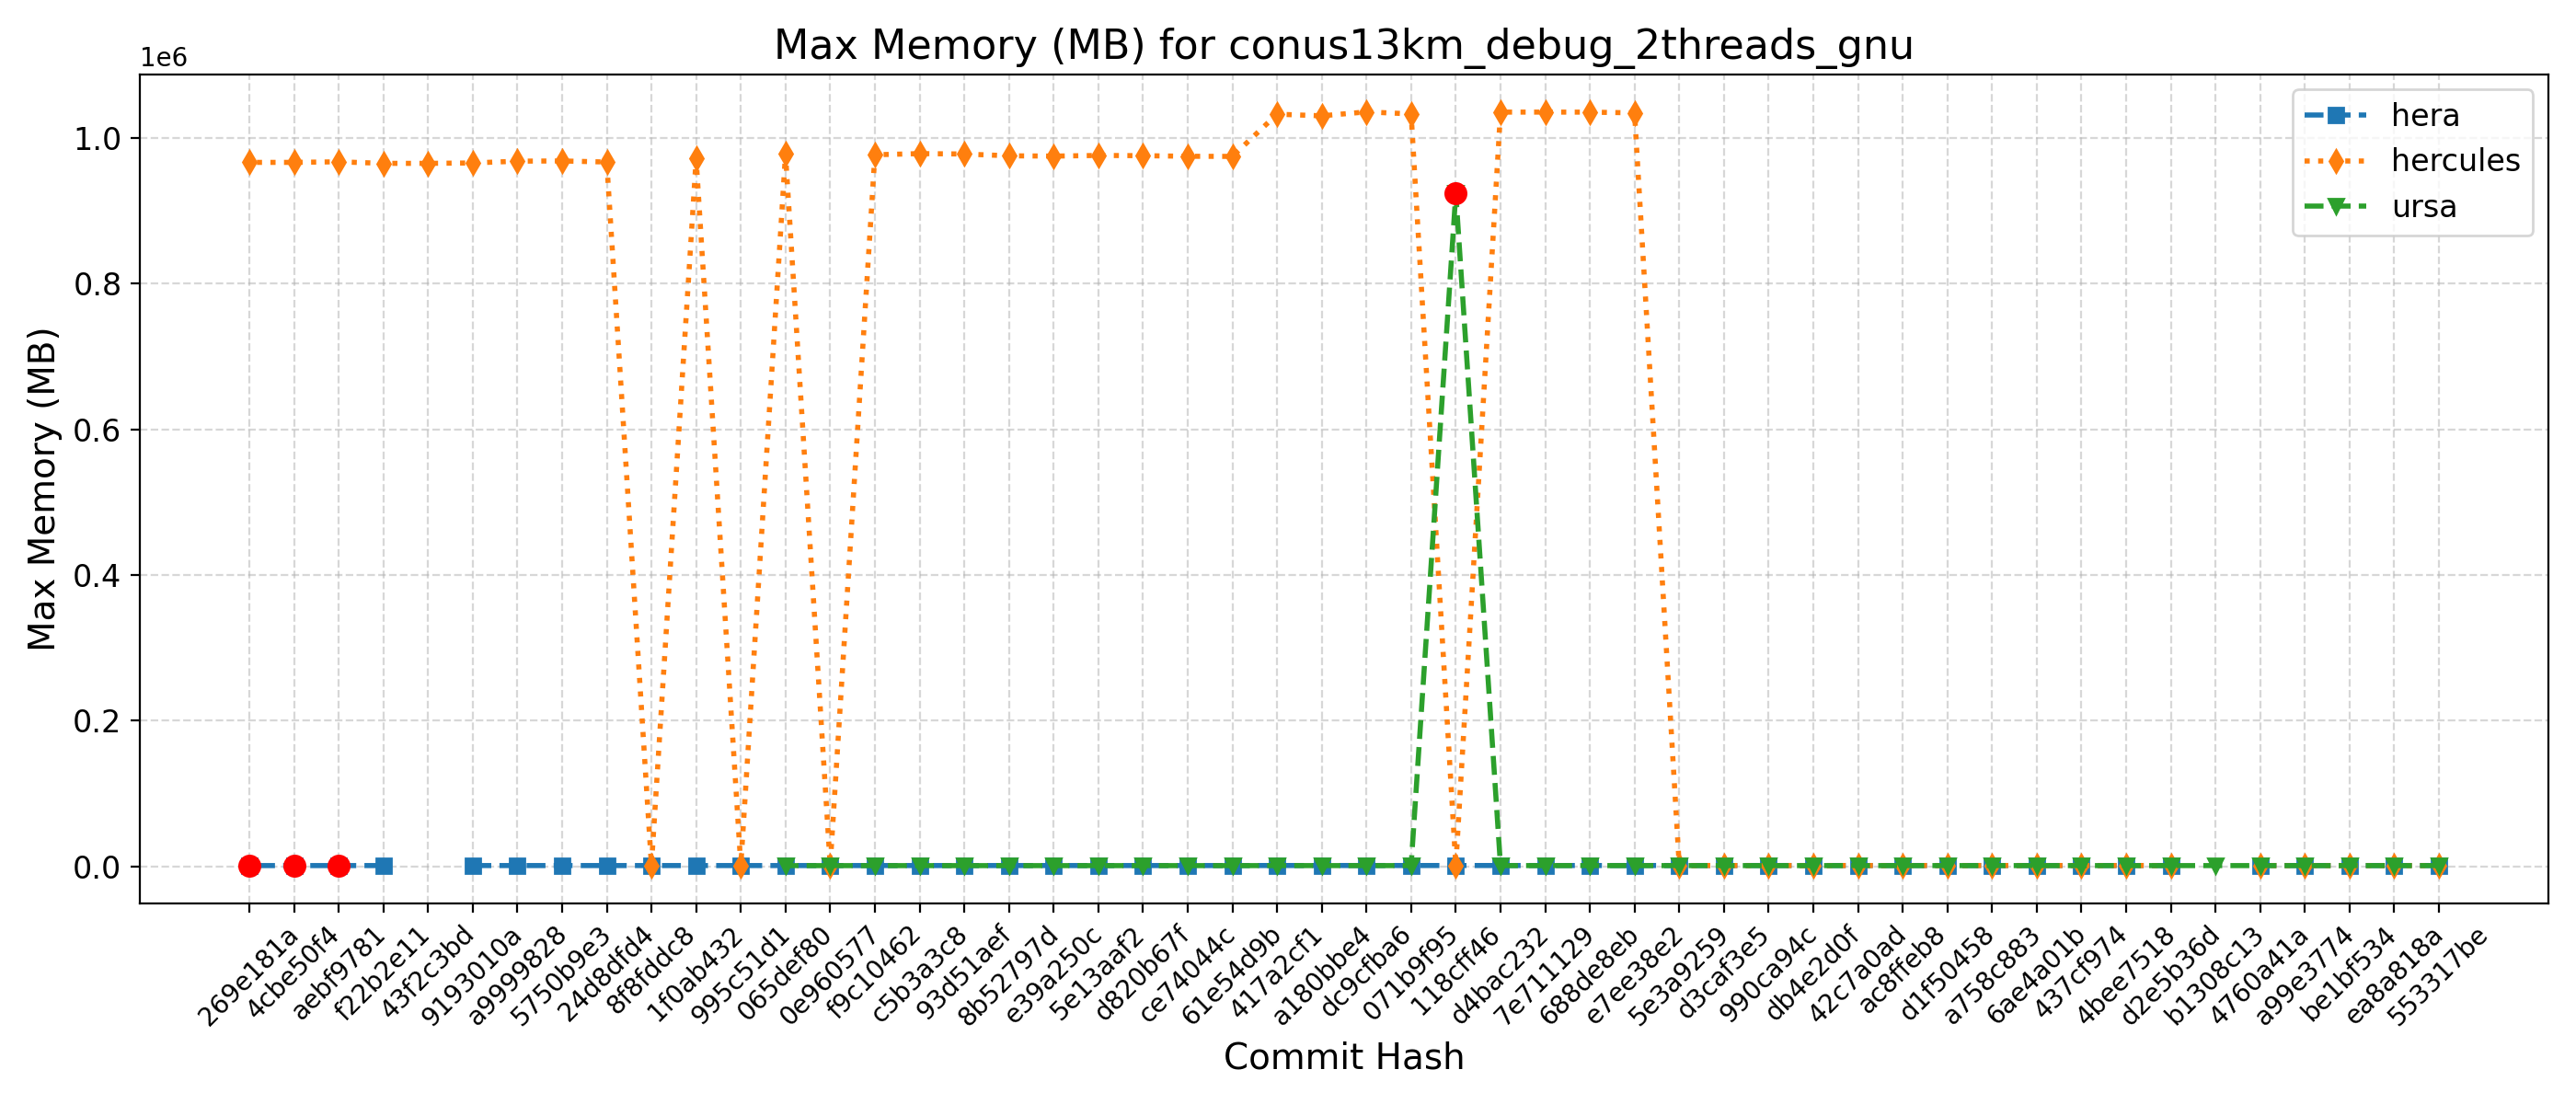 Max Memory (MB) for conus13km_debug_2threads_gnu
1e6
1.0
0.8
0.6
0.4
0.2
0.0
Max Memory (MB)
hera
hercules
ursa
269e181a
4cbe50f4
aebf9781
f22b2e11
43f2c3bd
9193010a
a9999828
5750b9e3
24d8dfd4
8f8fddc8
1f0ab432
995c51d1
065def80
0e960577
f9c10462
c5b3a3c8
93d51aef
8b52797d
e39a250c
5e13aaf2
d820b67f
ce74044c
61e54d9b
417a2cf1
a180bbe4
dc9cfba6
071b9f95
118cff46
d4bac232
7e711129
688de8eb
e7ee38e2
5e3a9259
d3caf3e5
990ca94c
db4e2d0f
42c7a0ad
ac8ffeb8
d1f50458
a758c883
6ae4a01b
437cf974
4bee7518
d2e5b36d
b1308c13
4760a41a
a99e3774
be1bf534
ea8a818a
553317be
Commit Hash